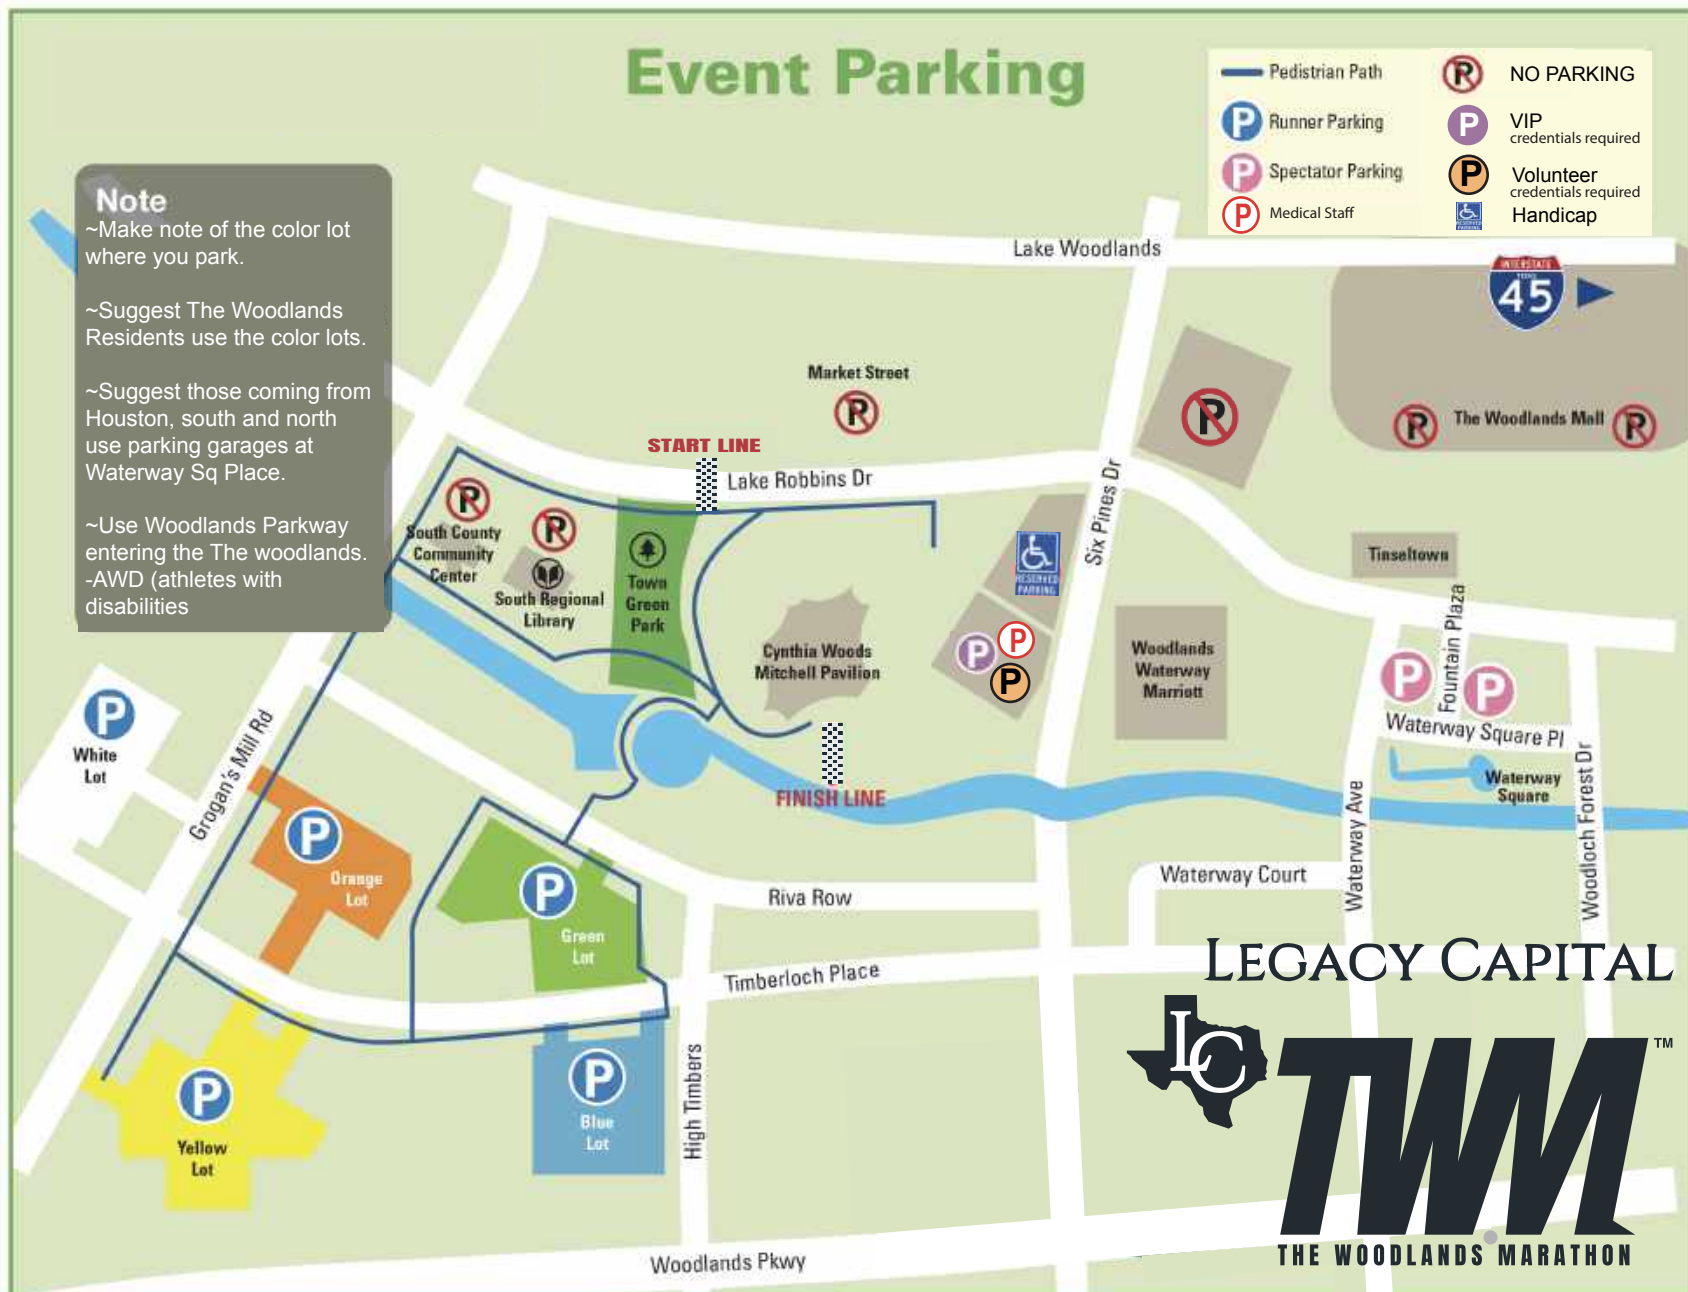 Event Parking
Pedistrian Path
Runner Parking
Spectator Parking
Medical Staff
NO PARKING
VIP
credentials required
Volunteer
credentials required
Handicap
RESERVED
PARKING
Note
~Make note of the color lot
where you park.
~Suggest The Woodlands
Residents use the color lots.
~Suggest those coming from
Houston, south and north
use parking garages at
Waterway Sq Place.
~Use Woodlands Parkway
entering the The woodlands.
-AWD (athletes with
disabilities
Lake Woodlands
INTERSTATE
TEXAS
45
Market Street
P
The Woodlands Mall
P
P
P
START LINE
Lake Robbins Dr
Six Pines Dr
P
South County
Community
Center
P
South Regional
Library
Town
Green
Park
RESERVED
PARKING
Tinseltown
Cynthia Woods
Mitchell Pavilion
P
P
P
Woodlands
Waterway
Marriott
Fountain Plaza
P
P
Waterway Square Pl
Waterway
Square
P
White
Lot
Grogan's Mill Rd
FINISH LINE
P
Orange
Lot
P
Green
Lot
Riva Row
Waterway Court
Waterway Ave
Woodloch Forest Dr
Timberloch Place
LEGACY CAPITAL
LC
TWM
TM
THE WOODLANDS MARATHON
P
Yellow
Lot
P
Blue
Lot
High Timbers
Woodlands Pkwy